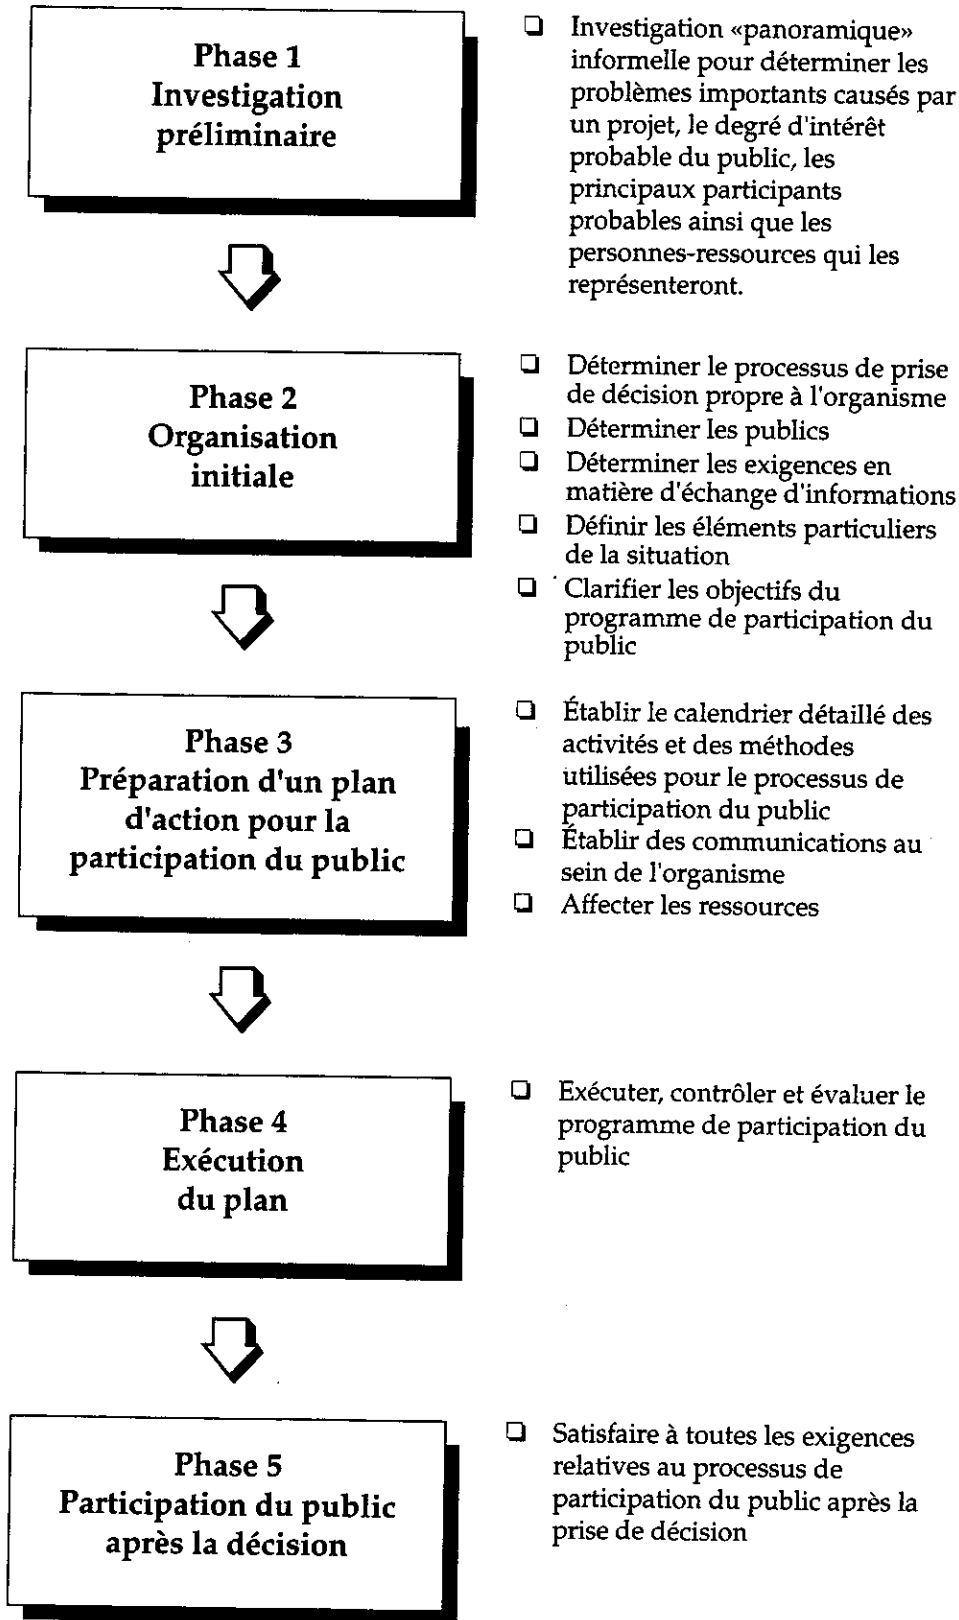 Phase 1
Investigation
préliminaire
❏ Investigation «panoramique»
informelle pour déterminer les
problèmes importants causés par
un projet, le degré d'intérêt
probable du public, les
principaux participants
probables ainsi que les
personnes-ressources qui les
représenteront.
Phase 2
Organisation
initiale
❏ Déterminer le processus de prise
de décision propre à l'organisme
❏ Déterminer les publics
❏ Déterminer les exigences en
matière d'échange d'informations
❏ Définir les éléments particuliers
de la situation
❏ Clarifier les objectifs du
programme de participation du
public
Phase 3
Préparation d'un plan
d'action pour la
participation du public
❏ Établir le calendrier détaillé des
activités et des méthodes
utilisées pour le processus de
participation du public
❏ Établir des communications au
sein de l'organisme
❏ Affecter les ressources
Phase 4
Exécution
du plan
❏ Exécuter, contrôler et évaluer le
programme de participation du
public
Phase 5
Participation du public
après la décision
❏ Satisfaire à toutes les exigences
relatives au processus de
participation du public après la
prise de décision